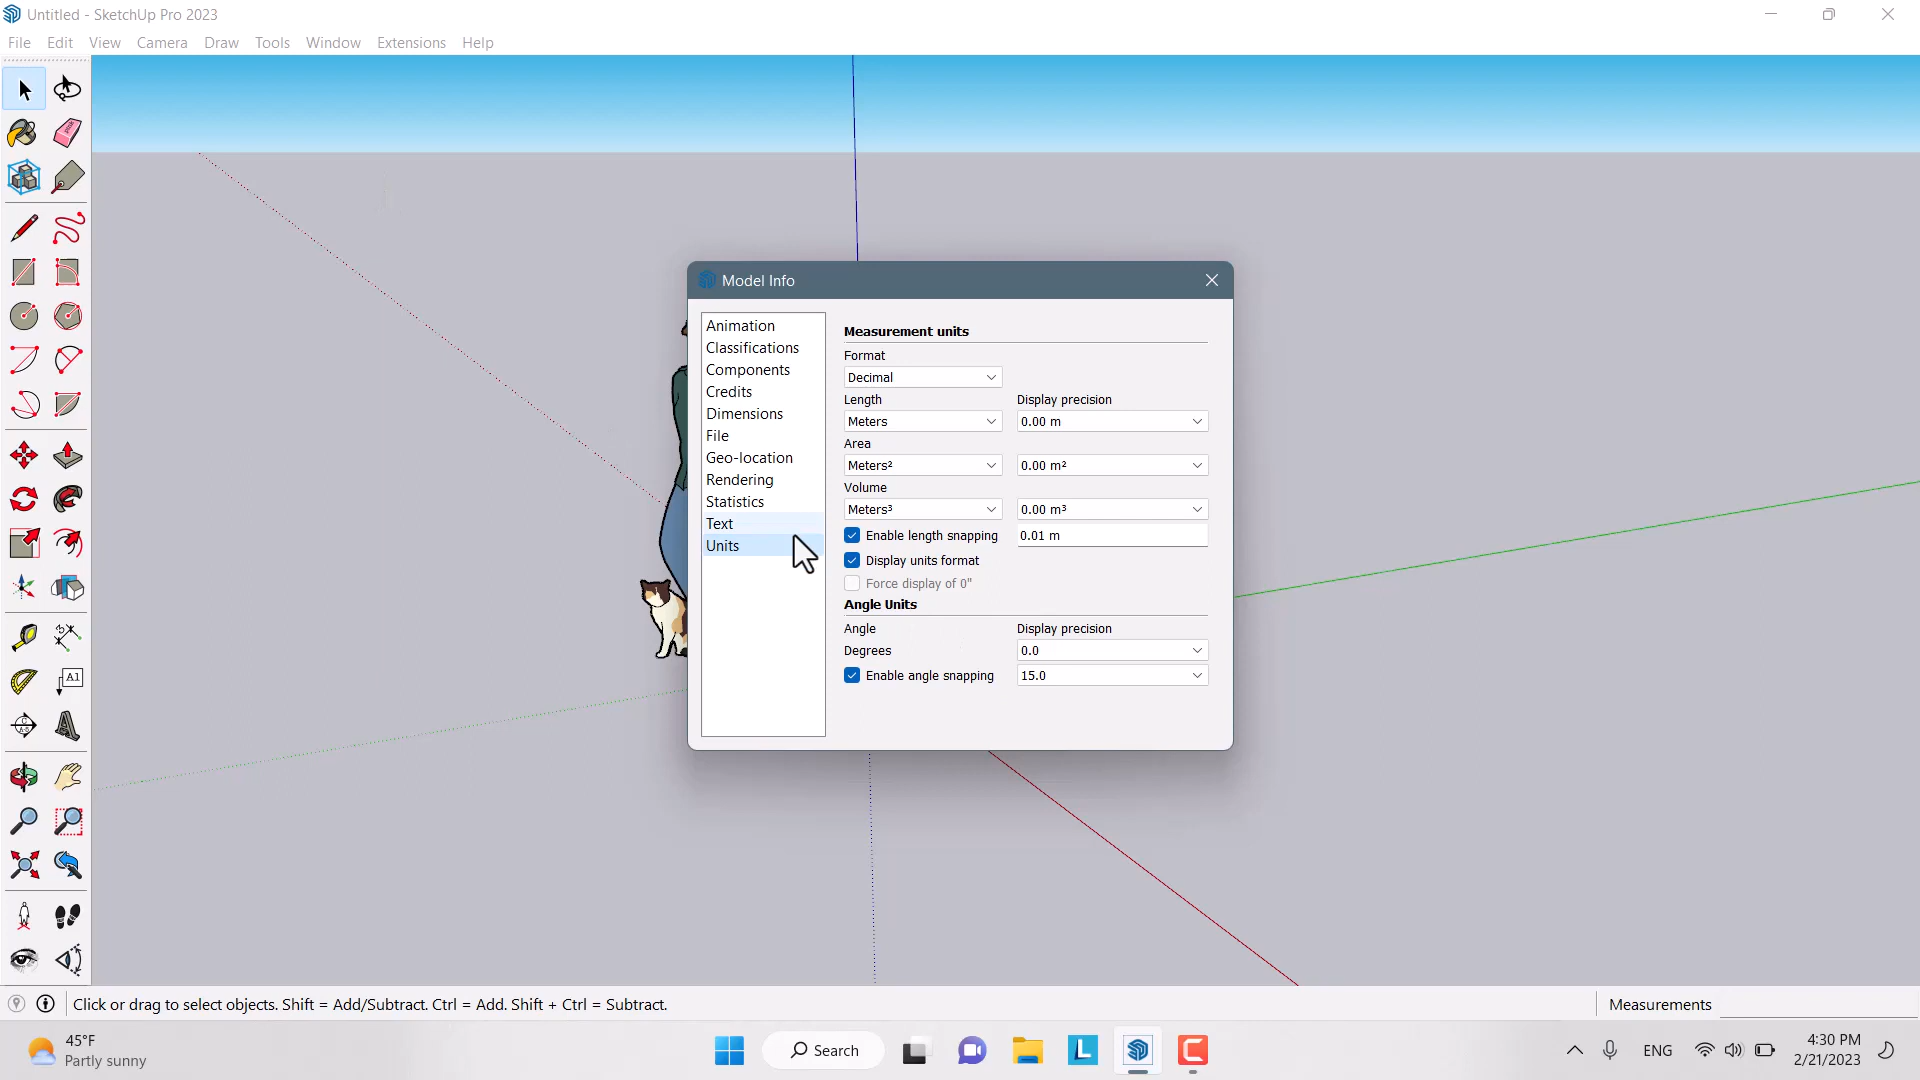 Untitled - SketchUp Pro 2023
File Edit View Camera Draw Tools Window Extensions Help
A1
Model Info
Animation
Classifications
Components
Credits
Dimensions
File
Geo-location
Rendering
Statistics
Text
Units
Measurement units
Format
Decimal
Length Display precision
Meters 0.00 m
Area
Meters² 0.00 m²
Volume
Meters³ 0.00 m³
Enable length snapping 0.01 m
Display units format
Force display of 0"
Angle Units
Angle Display precision
Degrees 0.0
Enable angle snapping 15.0
Click or drag to select objects. Shift = Add/Subtract. Ctrl = Add. Shift + Ctrl = Subtract.
Measurements
45°F
Partly sunny
Search
L
C
ENG
4:30 PM
2/21/2023